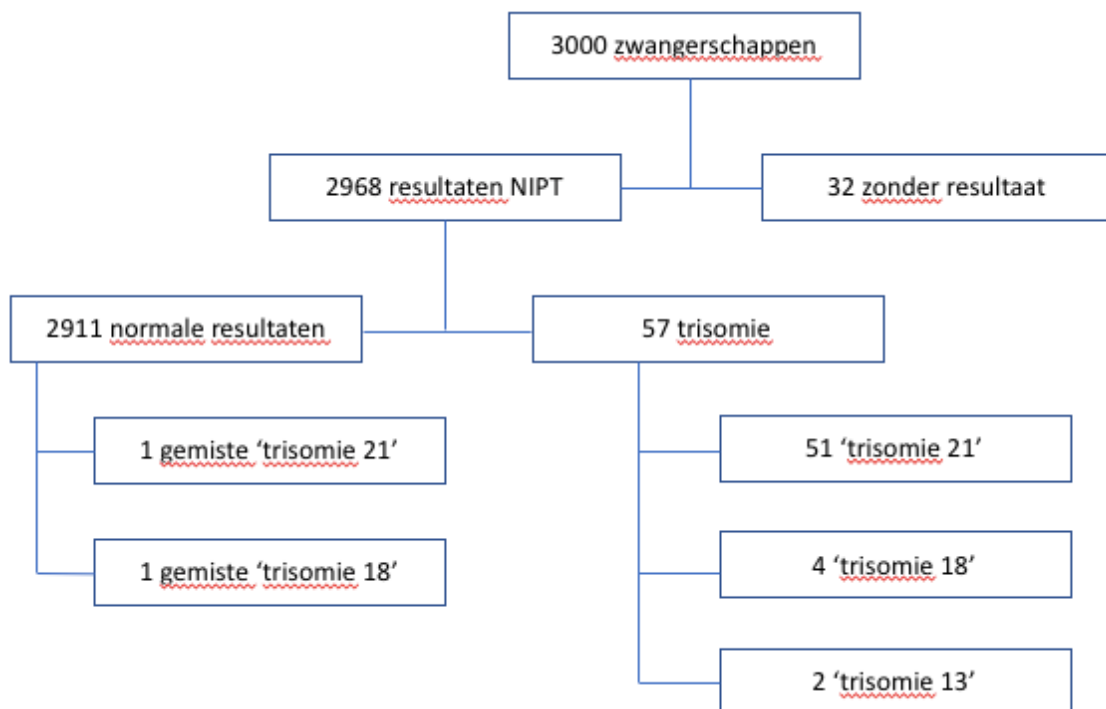 3000 zwangerschappen
2968 resultaten NIPT
32 zonder resultaat
2911 normale resultaten
57 trisomie
1 gemiste ‘trisomie 21’
51 ‘trisomie 21’
1 gemiste ‘trisomie 18’
4 ‘trisomie 18’
2 ‘trisomie 13’